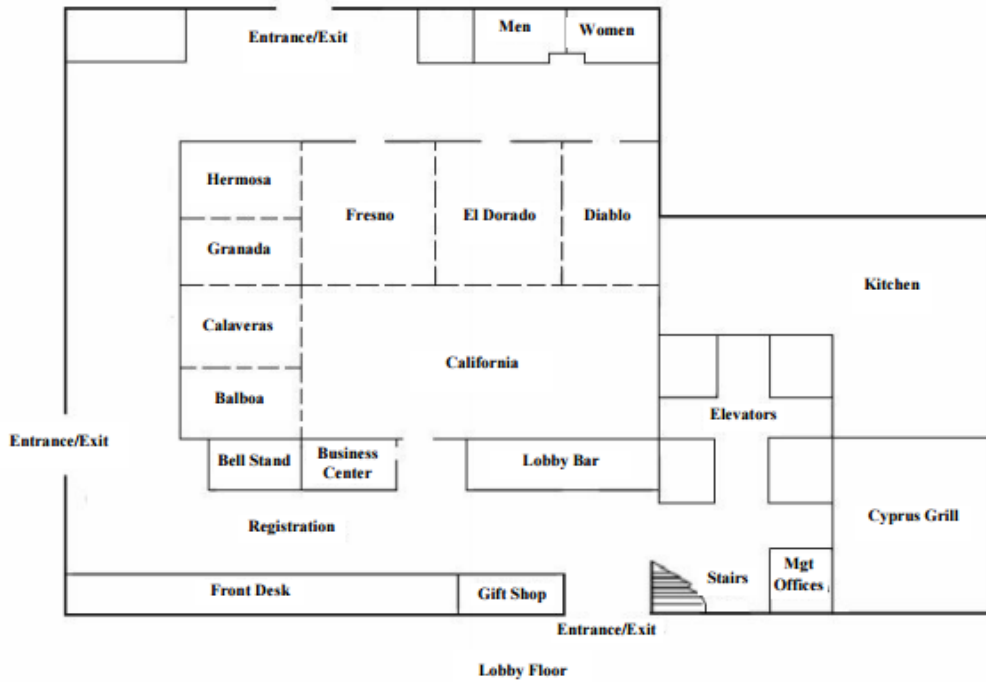 Men
Women
Entrance/Exit
Hermosa
Fresno
El Dorado
Diablo
Granada
Kitchen
Calaveras
California
Balboa
Elevators
Entrance/Exit
Bell Stand
Business
Center
Lobby Bar
Registration
Cyprus Grill
Front Desk
Gift Shop
Stairs
Mgt
Offices
Entrance/Exit
Lobby Floor